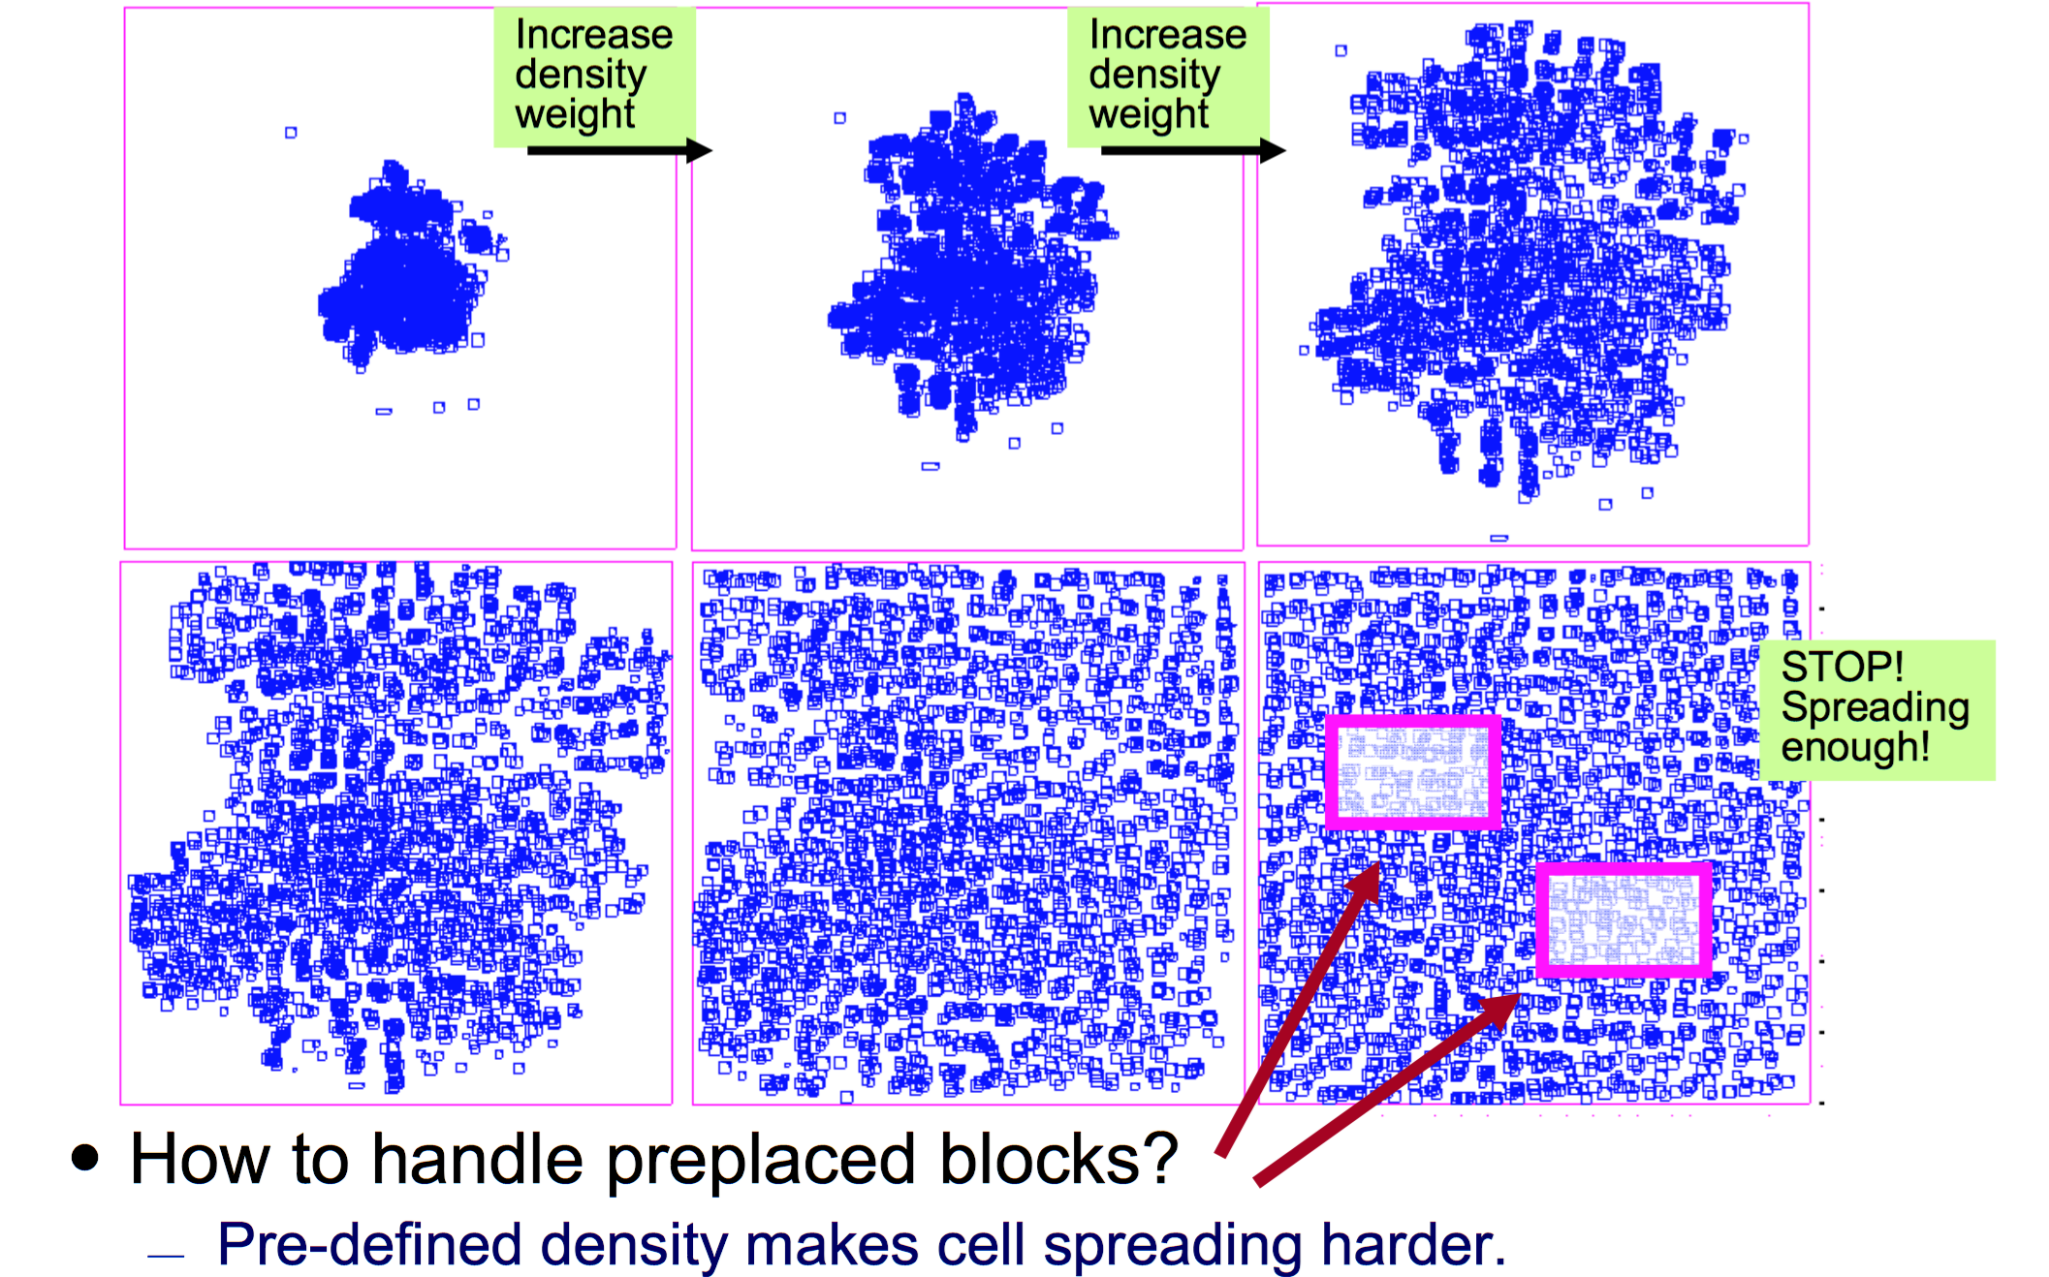 Increase
density
weight
Increase
density
weight
STOP!
Spreading
enough!
• How to handle preplaced blocks?
— Pre-defined density makes cell spreading harder.